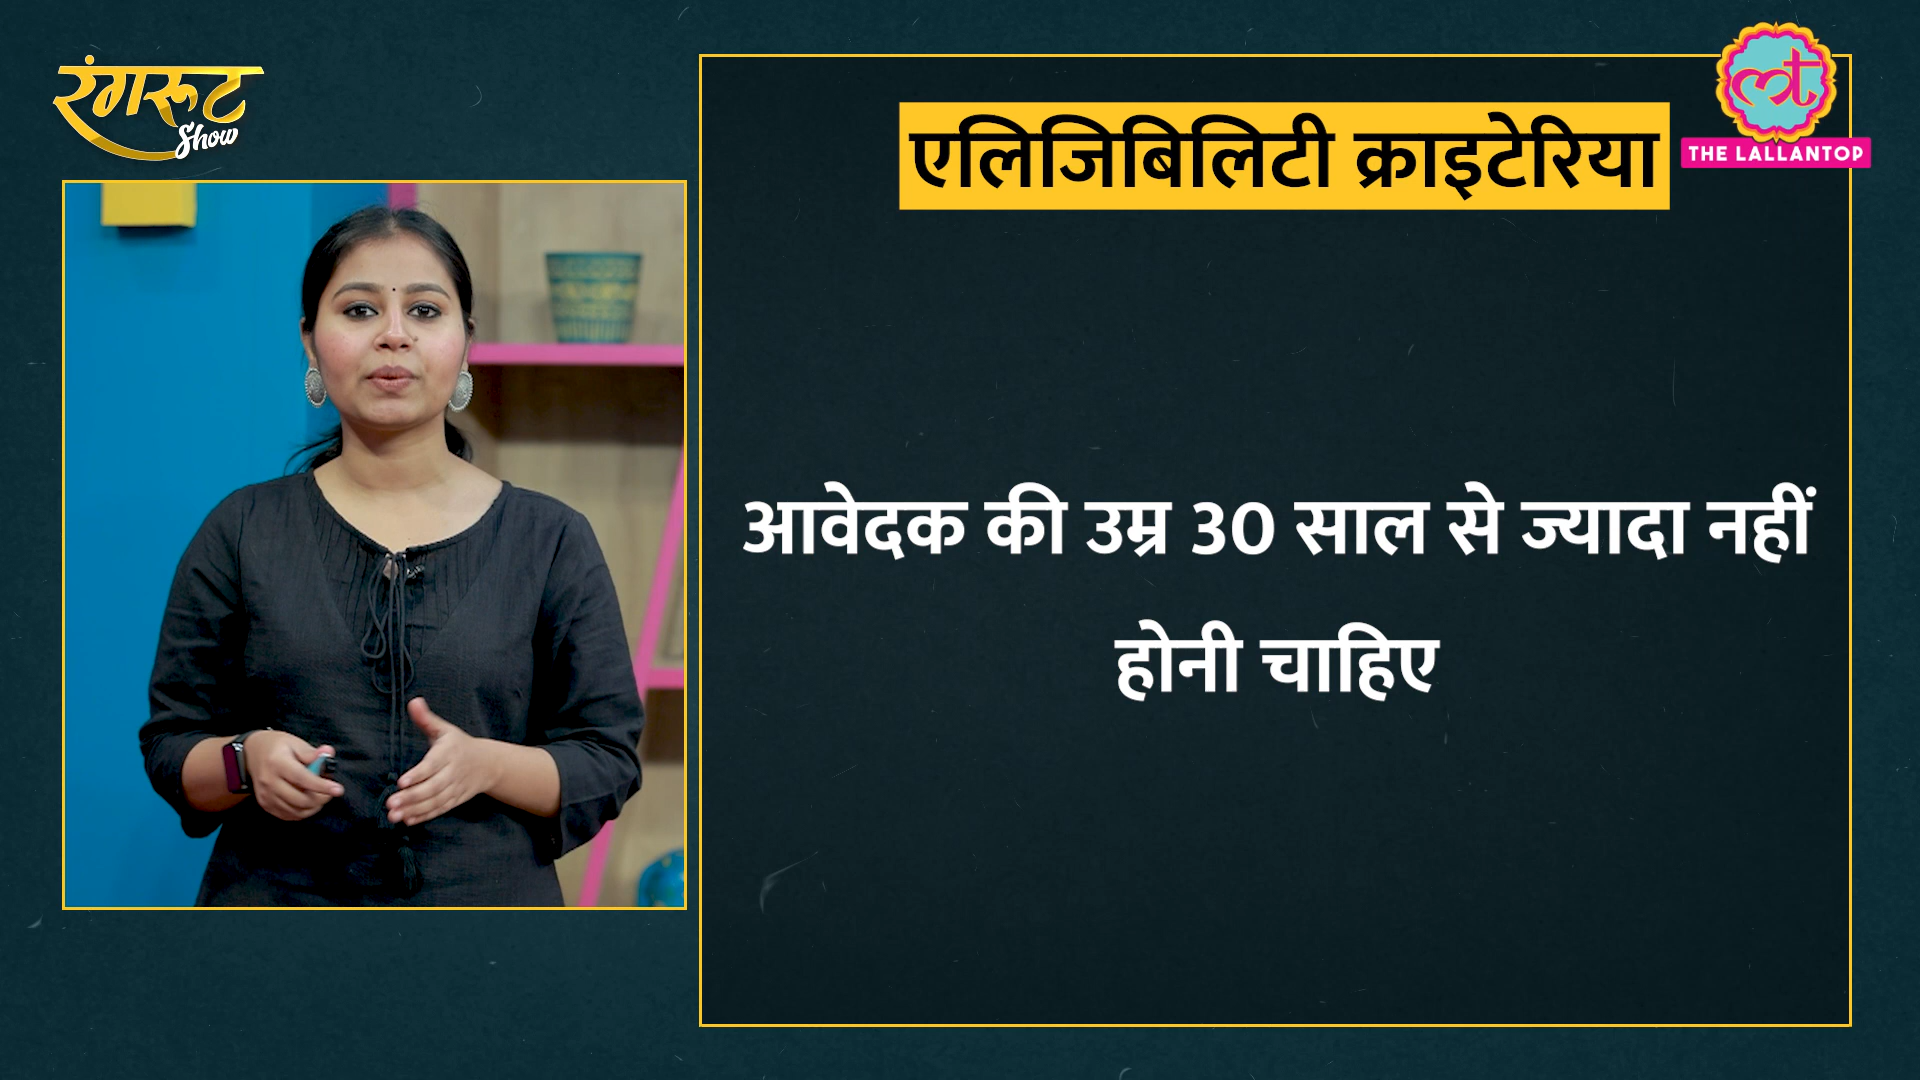 रंगरूट
Show
एलिजिबिलिटी क्राइटेरिया
THE LALLANTOP
आवेदक की उम्र 30 साल से ज्यादा नहीं
होनी चाहिए